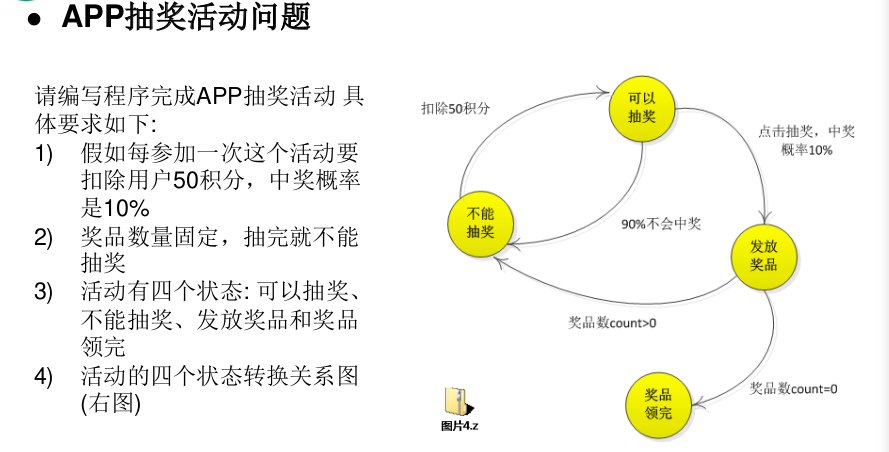 • APP抽奖活动问题
请编写程序完成APP抽奖活动 具
体要求如下:
1) 假如每参加一次这个活动要
扣除用户50积分，中奖概率
是10%
2) 奖品数量固定，抽完就不能
抽奖
3) 活动有四个状态: 可以抽奖、
不能抽奖、发放奖品和奖品
领完
4) 活动的四个状态转换关系图
(右图)
扣除50积分
可以
抽奖
点击抽奖，中奖
概率10%
不能
抽奖
90%不会中奖
发放
奖品
奖品数count>0
奖品数count=0
奖品
领完
图片4.z